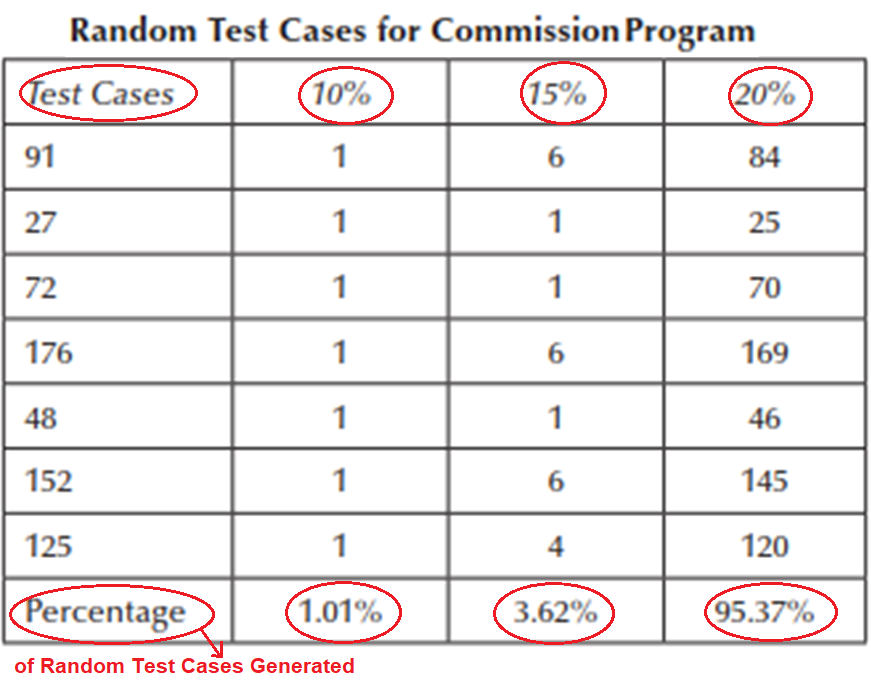 Random Test Cases for Commission Program
Test Cases 10% 15% 20%
91 1 6 84
27 1 1 25
72 1 1 70
176 1 6 169
48 1 1 46
152 1 6 145
125 1 4 120
Percentage 1.01% 3.62% 95.37%
of Random Test Cases Generated